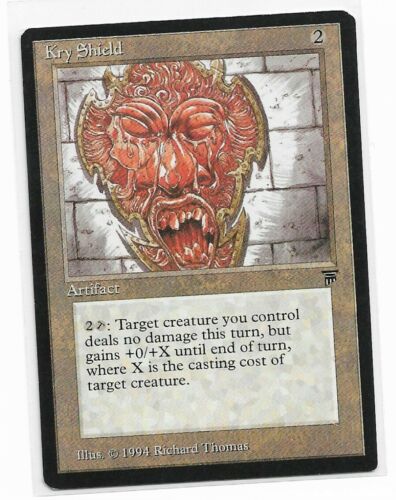 Kry Shield 2
Artifact
2: Target creature you control
deals no damage this turn, but
gains +0/+X until end of turn,
where X is the casting cost of
target creature.
Illus. © 1994 Richard Thomas